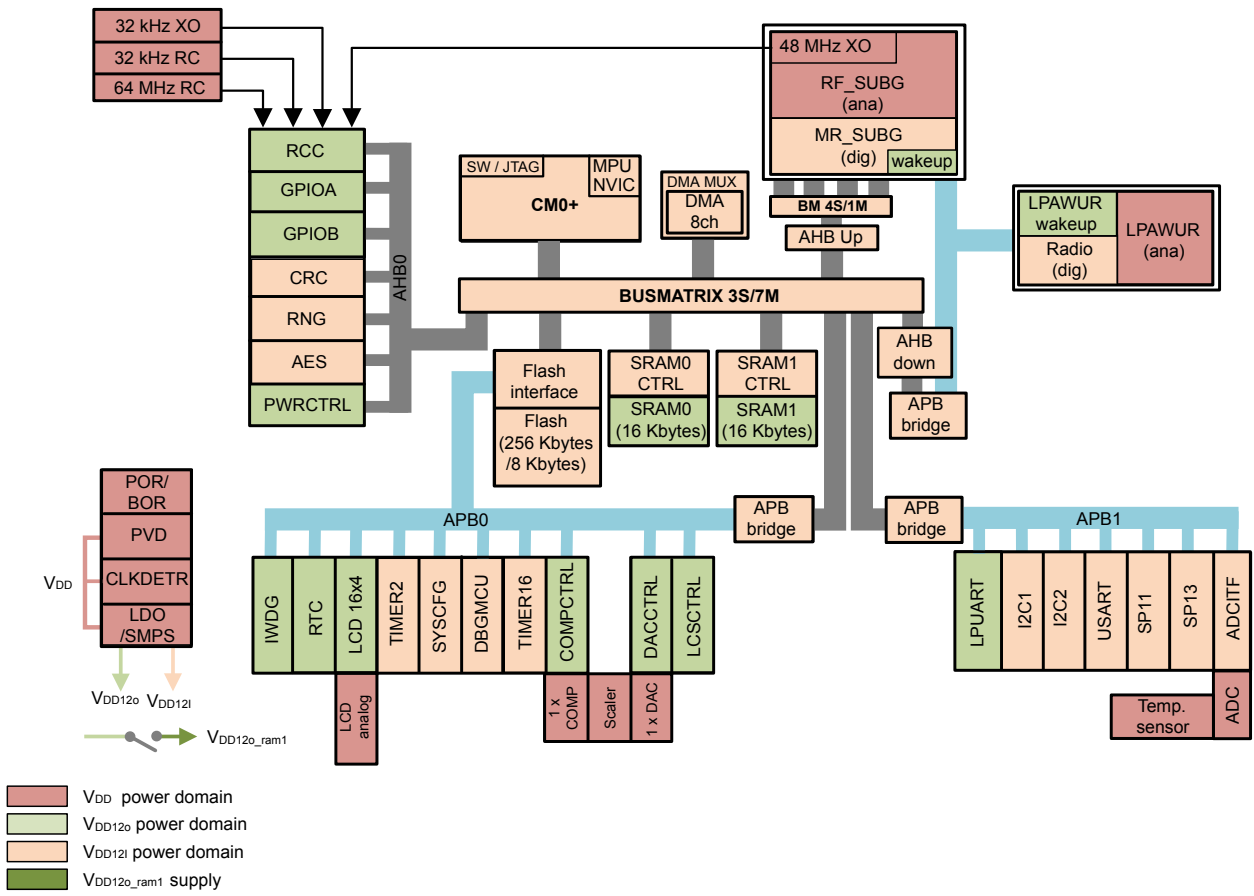 32 kHz XO
32 kHz RC
64 MHz RC
48 MHz XO
RF_SUBG
(ana)
MR_SUBG
(dig)
wakeup
RCC
GPIOA
GPIOB
CRC
RNG
AES
PWRCTRL
AHB0
SW / JTAG
MPU
NVIC
CM0+
DMA MUX
DMA
8ch
BM 4S/1M
AHB Up
LPAWUR
wakeup
Radio
(dig)
LPAWUR
(ana)
BUSMATRIX 3S/7M
Flash
interface
Flash
(256 Kbytes
/8 Kbytes)
SRAM0
CTRL
SRAM0
(16 Kbytes)
SRAM1
CTRL
SRAM1
(16 Kbytes)
AHB
down
APB
bridge
POR/
BOR
PVD
CLKDETR
LDO
/SMPS
VDD
VDD12o
VDD12I
VDD12o_ram1
APB0
APB
bridge
APB
bridge
APB1
IWDG
RTC
LCD 16x4
TIMER2
SYSCFG
DBGMCU
TIMER16
COMPCTRL
DACCTRL
LCSCTRL
LCD
analog
1 x
COMP
Scaler
1 x DAC
LPUART
I2C1
I2C2
USART
SP11
SP13
ADCITF
Temp.
sensor
ADC
VDD power domain
VDD12o power domain
VDD12I power domain
VDD12o_ram1 supply